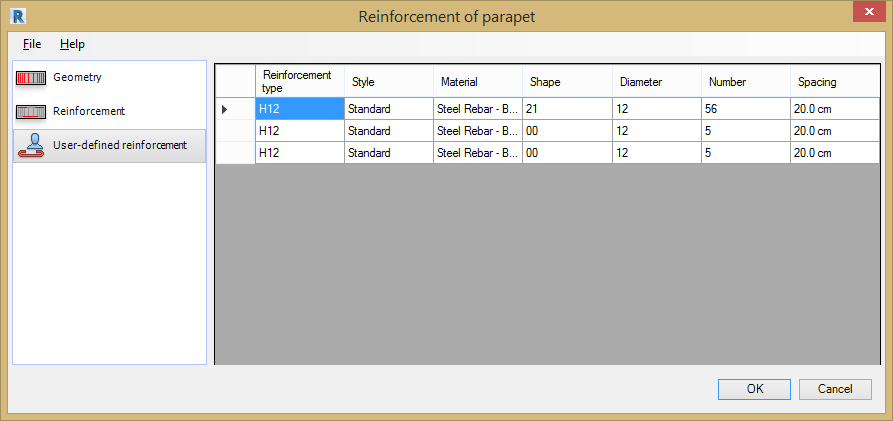 Reinforcement of parapet
File Help
Geometry
Reinforcement
User-defined reinforcement
Reinforcement type Style Material Shape Diameter Number Spacing
H12 Standard Steel Rebar - B... 21 12 56 20.0 cm
H12 Standard Steel Rebar - B... 00 12 5 20.0 cm
H12 Standard Steel Rebar - B... 00 12 5 20.0 cm
OK Cancel